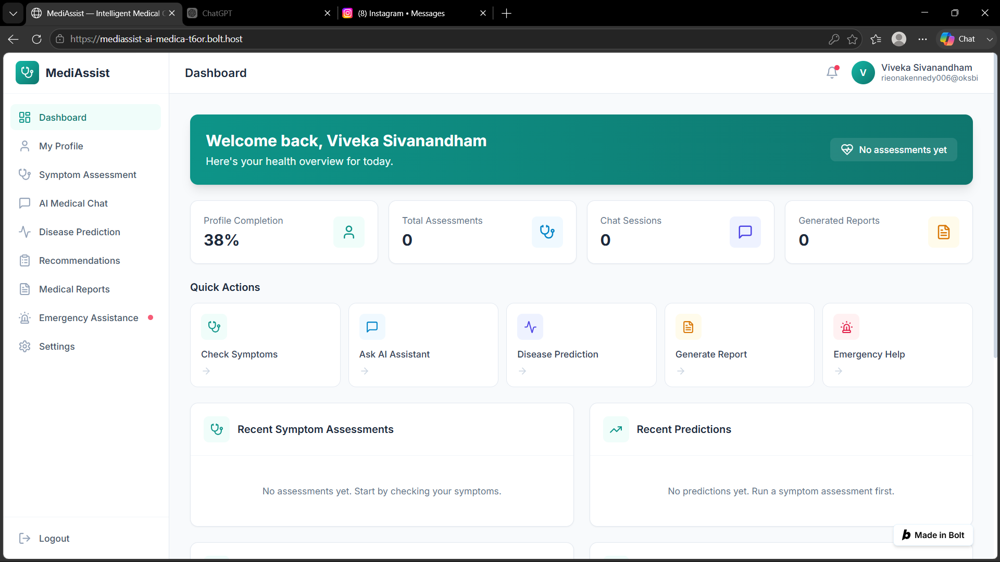 MediAssist — Intelligent Medical
ChatGPT
(8) Instagram • Messages
https://mediassist-ai-medica-t6or.bolt.host
Chat
MediAssist
Dashboard
V
Viveka Sivanandham
rieonakennedy006@oksbi
Dashboard
My Profile
Symptom Assessment
AI Medical Chat
Disease Prediction
Recommendations
Medical Reports
Emergency Assistance
Settings
Logout
Welcome back, Viveka Sivanandham
Here's your health overview for today.
No assessments yet
Profile Completion
38%
Total Assessments
0
Chat Sessions
0
Generated Reports
0
Quick Actions
Check Symptoms
Ask AI Assistant
Disease Prediction
Generate Report
Emergency Help
Recent Symptom Assessments
No assessments yet. Start by checking your symptoms.
Recent Predictions
No predictions yet. Run a symptom assessment first.
b Made in Bolt